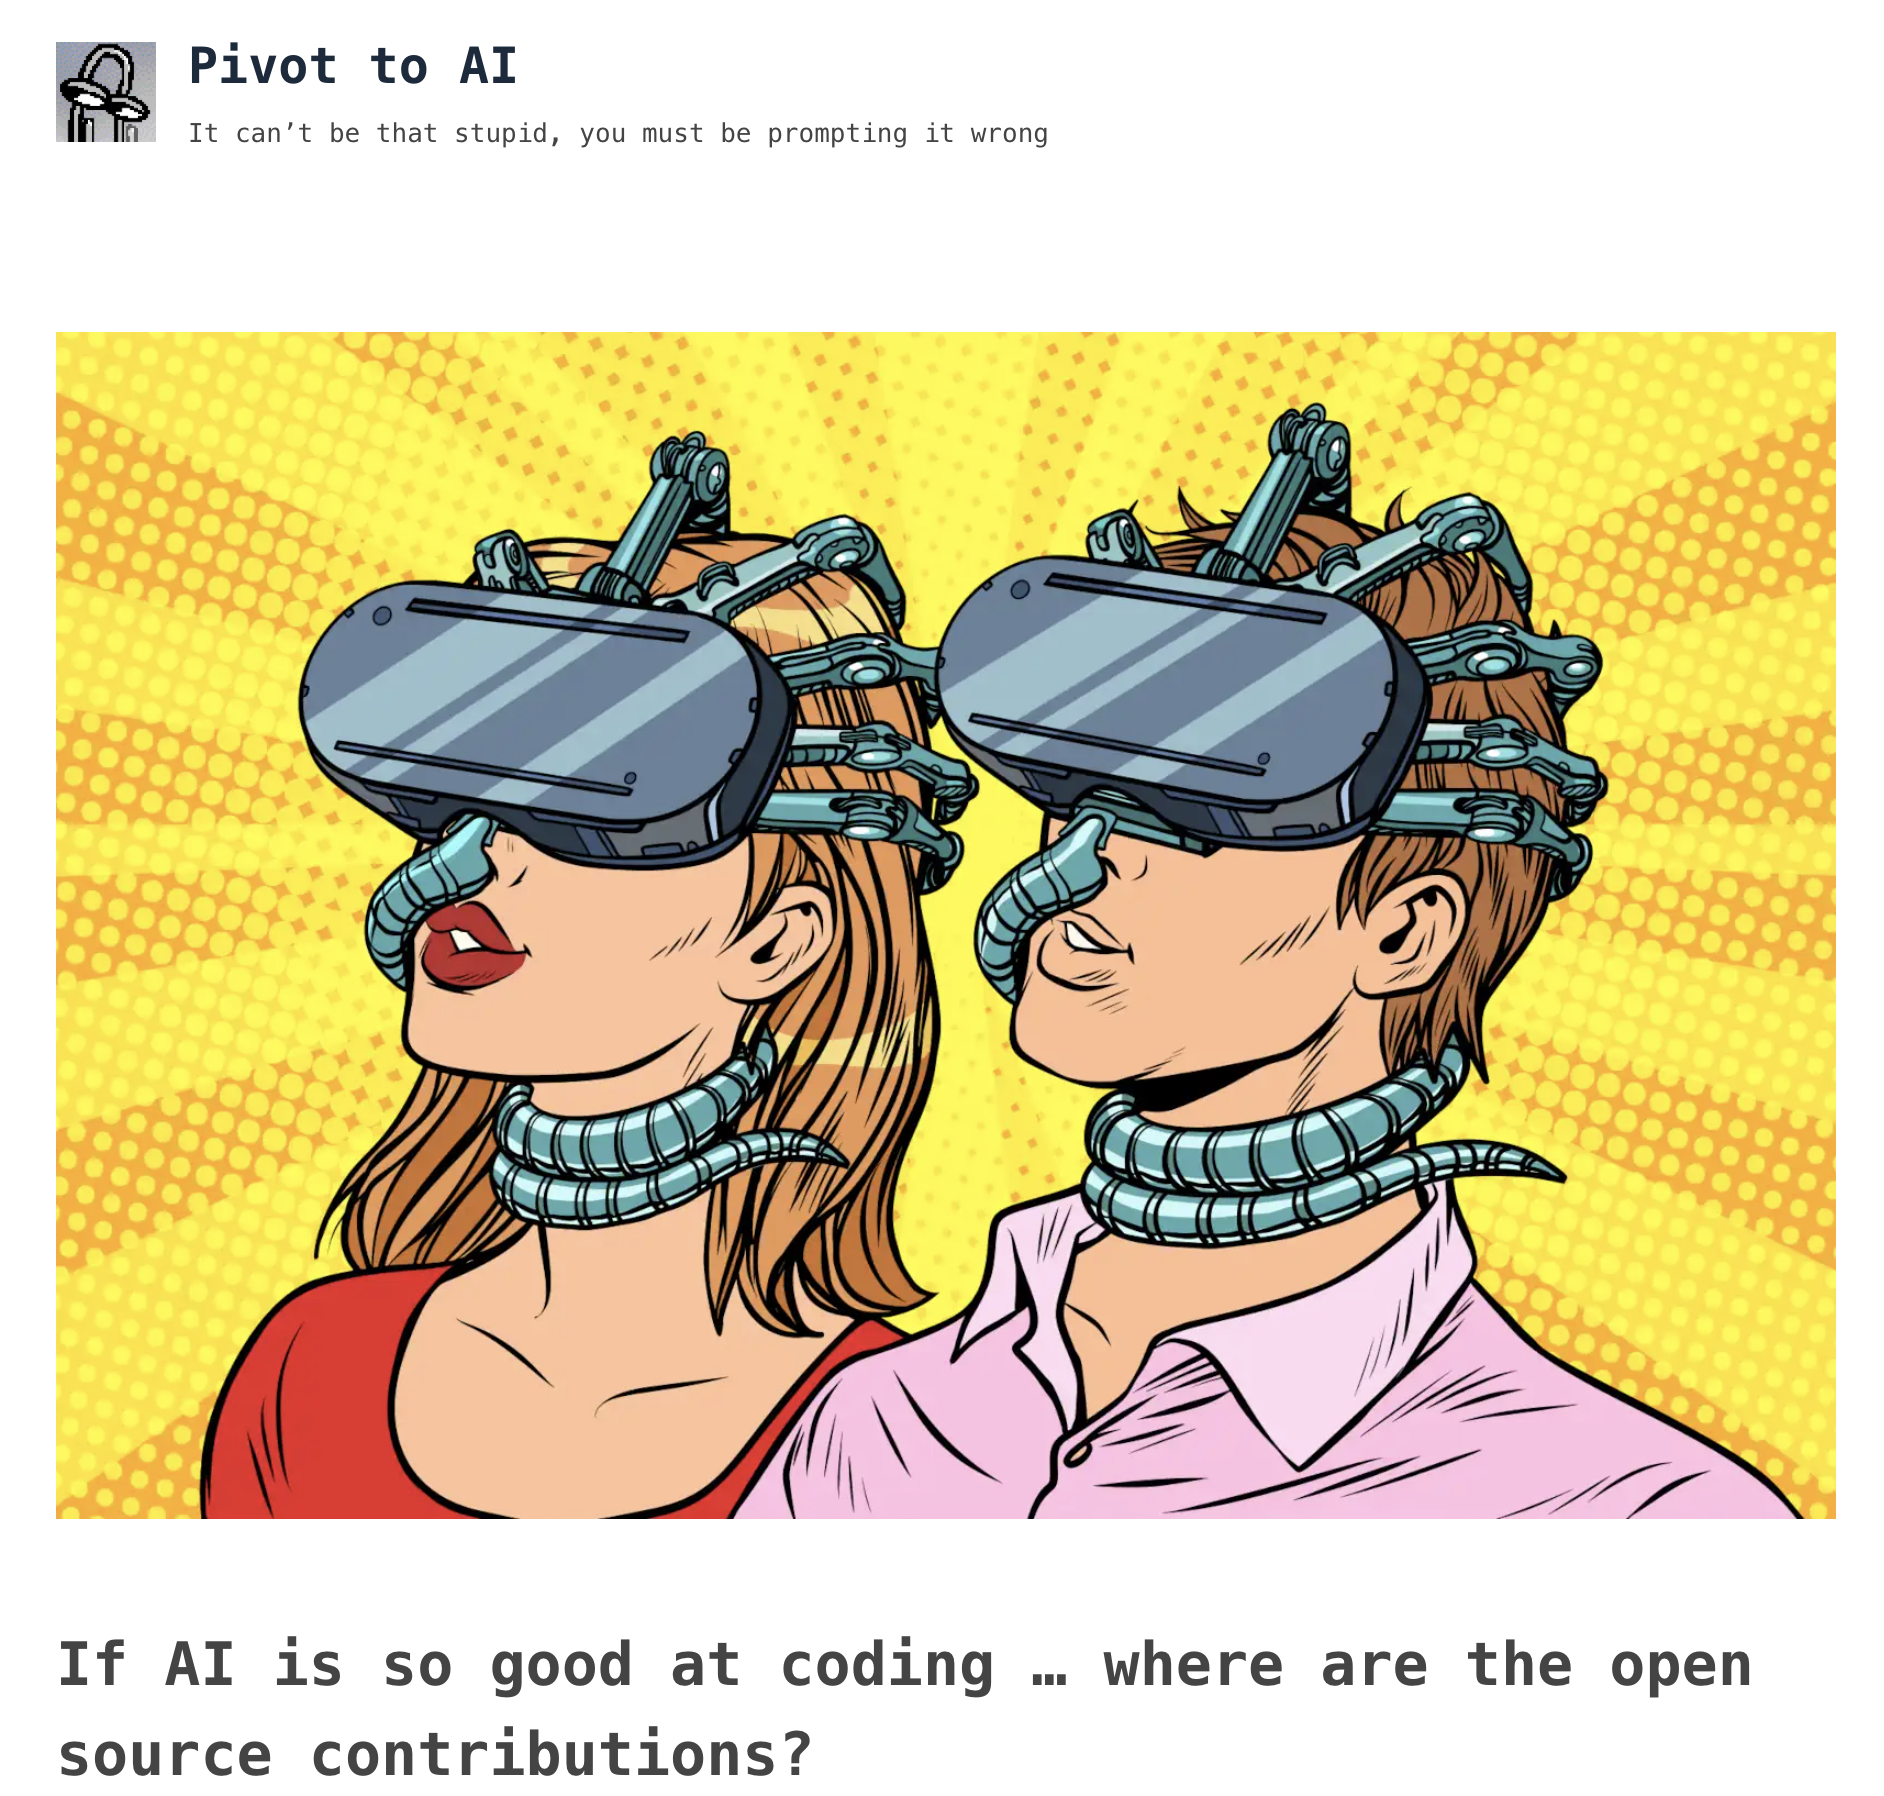 Pivot to AI
It can’t be that stupid, you must be prompting it wrong
If AI is so good at coding … where are the open
source contributions?